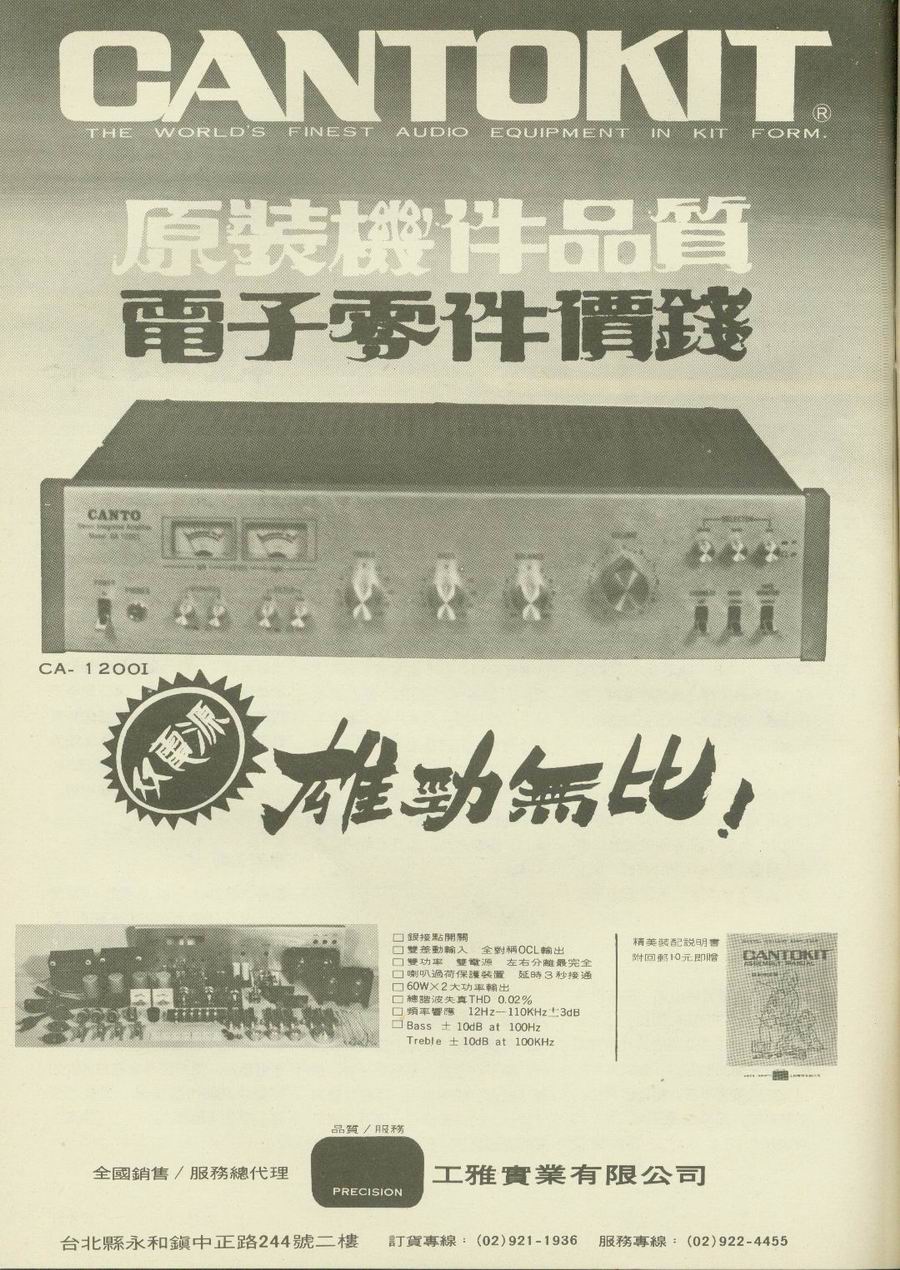 CANTOKIT®
THE WORLD'S FINEST AUDIO EQUIPMENT IN KIT FORM.
原裝機件品質
電子零件價錢
CANTO
SELECTOR
CA- 1200I
双電源
雄勁無比!
□銀接點開關
□雙差動輸入 全對稱OCL輸出
□雙功率 雙電源 左右分離最完全
□喇叭過荷保護裝置 延時3秒接通
□60W×2大功率輸出
□總諧波失真THD 0.02%
□頻率響應 12Hz—110KHz±3dB
□Bass ±10dB at 100Hz
Treble ±10dB at 100KHz
精美裝配説明書
附回郵10元即贈
CANTOKIT
ASSEMBLY MANUAL
品質/服務
全國銷售/服務總代理
PRECISION
工雅實業有限公司
台北縣永和鎮中正路244號二樓 訂貨專線:(02)921-1936 服務專線:(02)922-4455